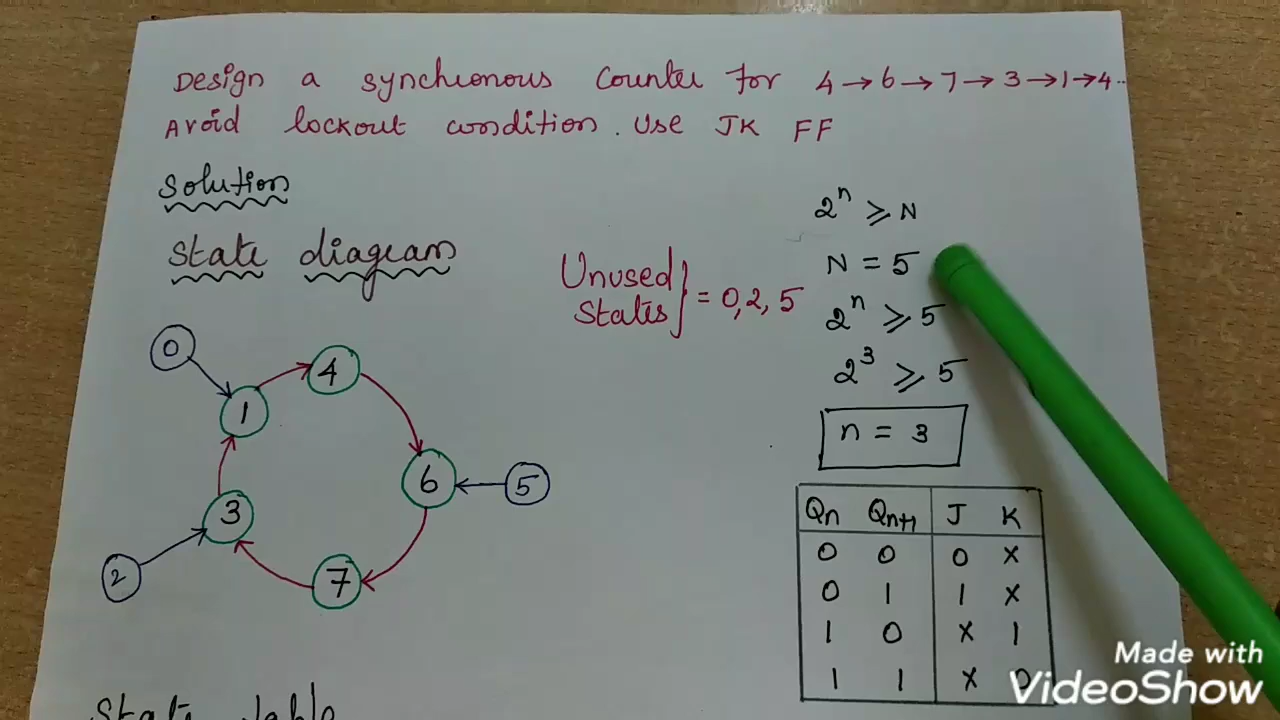 Design a synchronous Counter for 4→6→7→3→1→4..
Avoid lockout condition. Use JK FF
Solution
State diagram
Unused
States } = 0,2,5
2ⁿ ≥ N
N = 5
2ⁿ ≥ 5
2³ ≥ 5
n = 3
0
4
1
6
5
3
2
7
Qn Qn+1 J K
0 0 0 X
0 1 1 X
1 0 X 1
1 1 X 0
State table
Made with
VideoShow